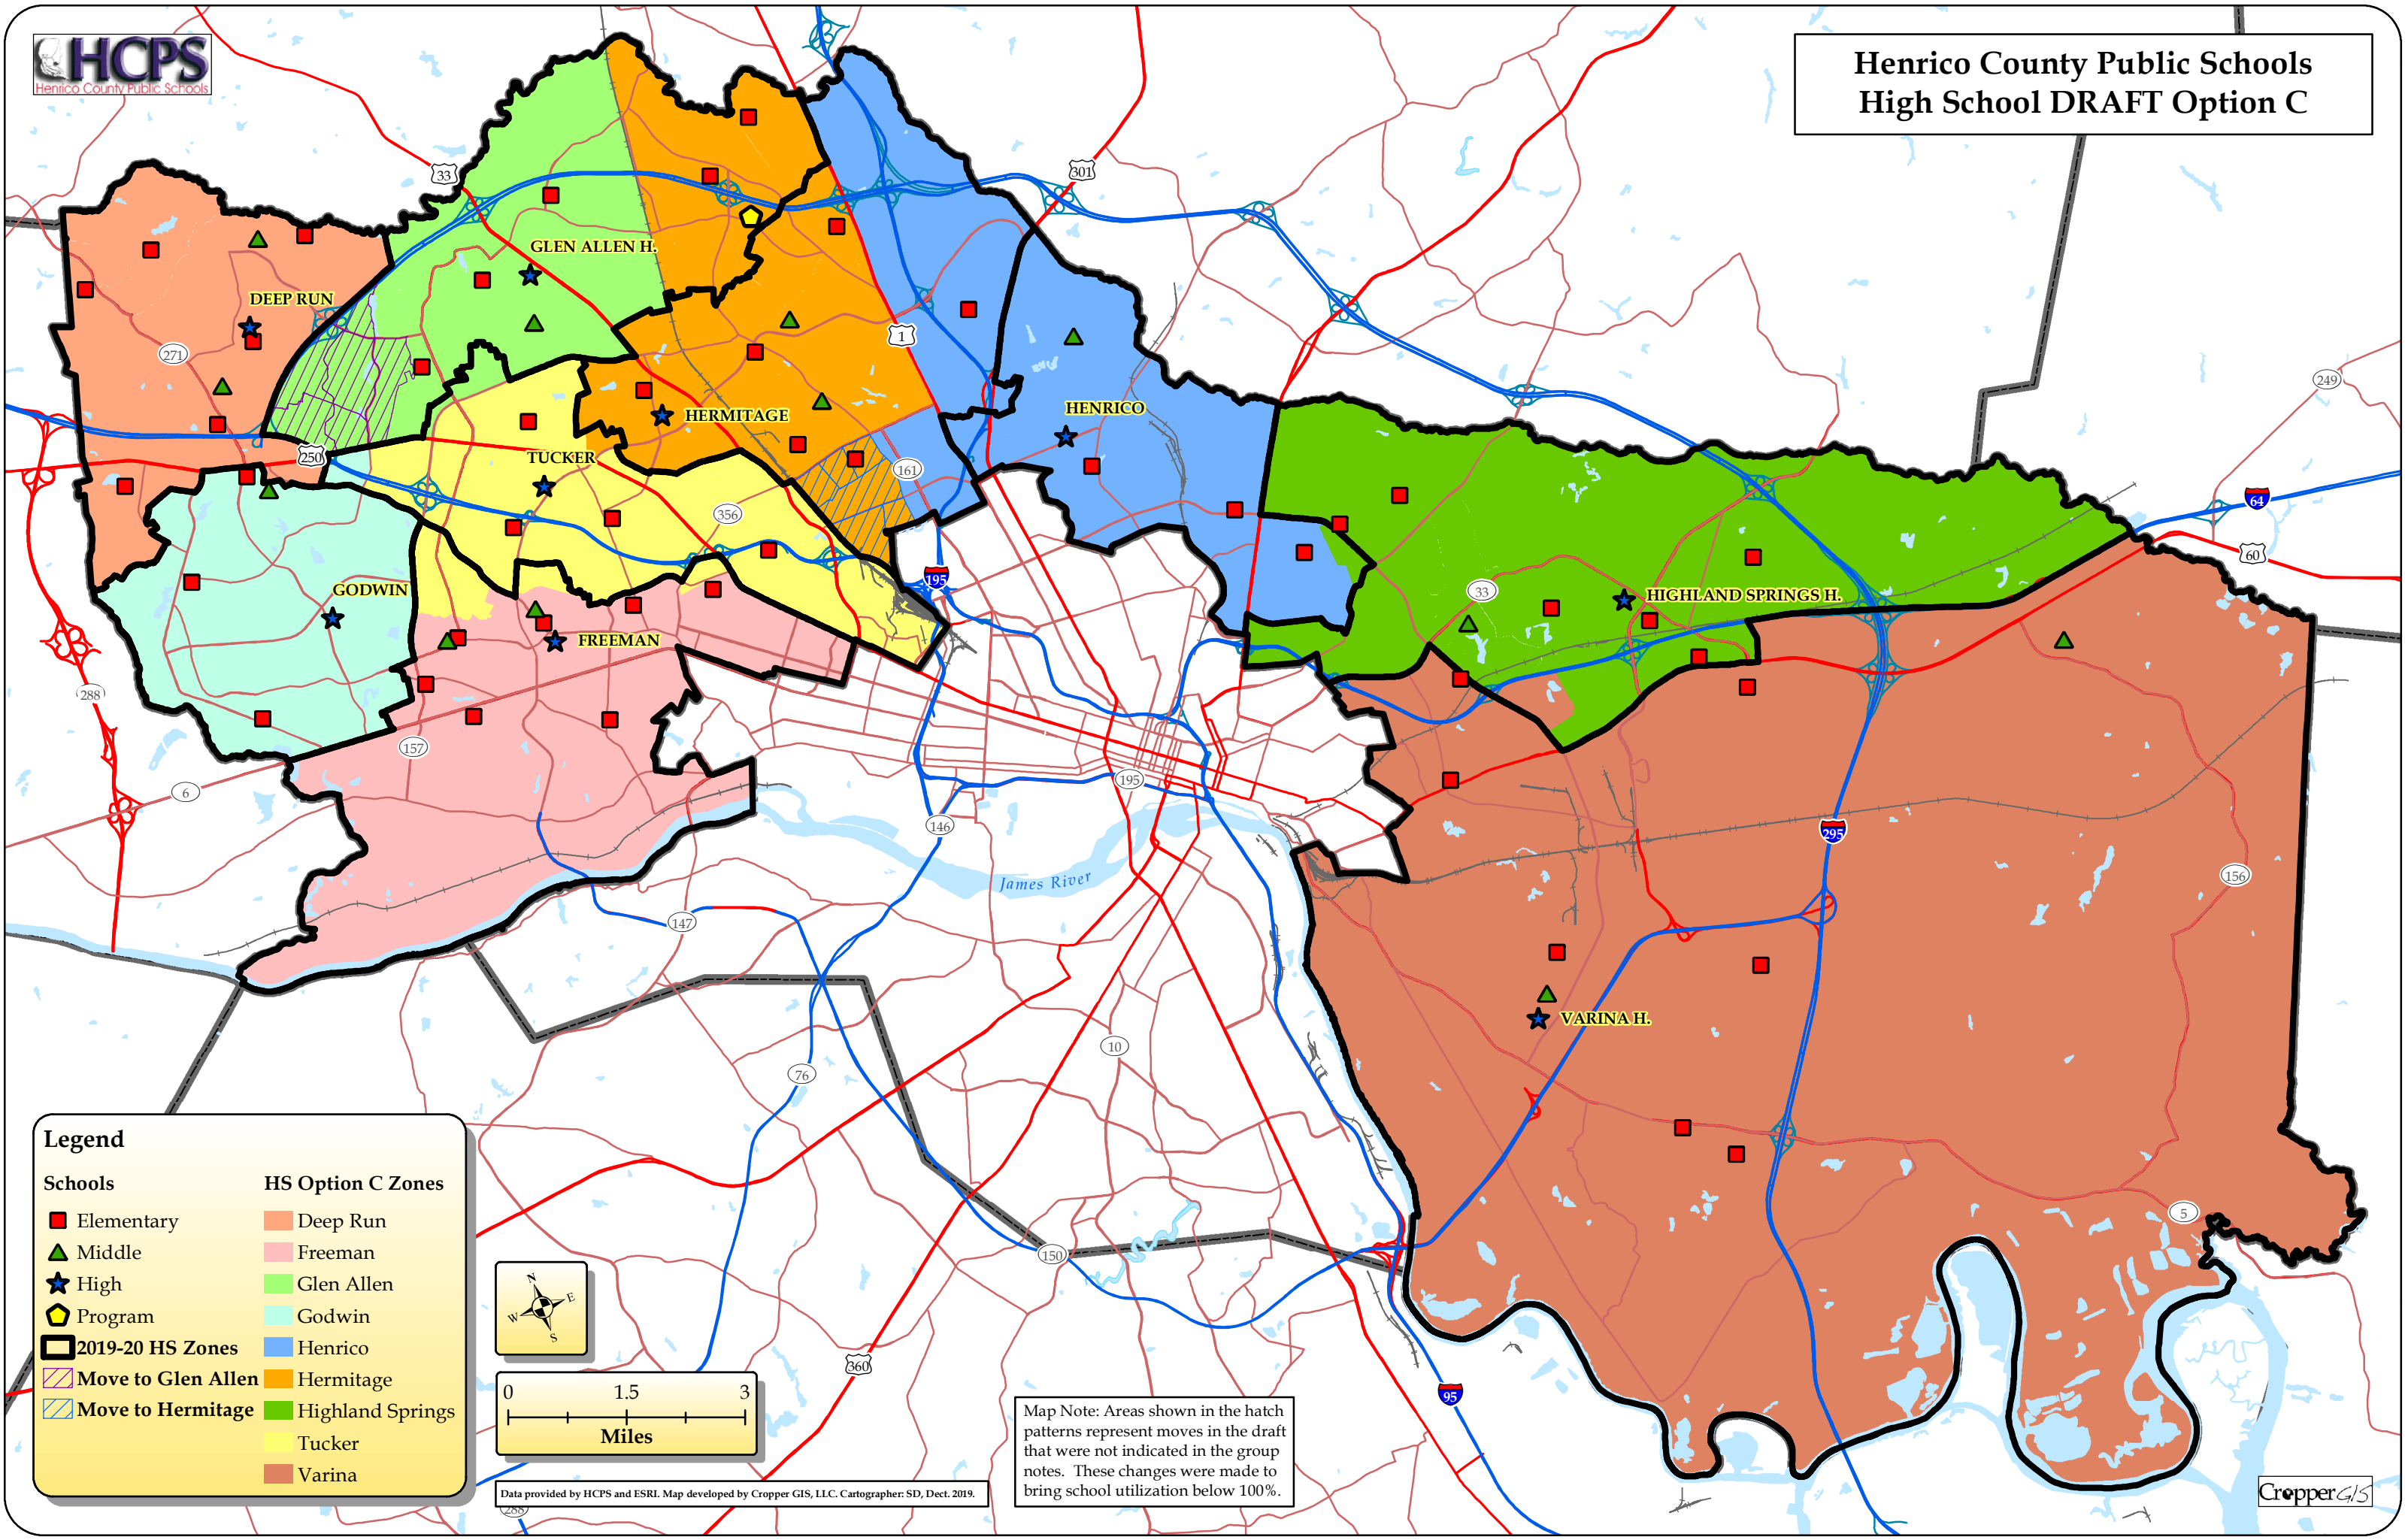 HCPS
Henrico County Public Schools
Henrico County Public Schools
High School DRAFT Option C
33
301
GLEN ALLEN H.
DEEP RUN
271
1
249
HERMITAGE
HENRICO
250
TUCKER
161
64
356
60
195
GODWIN
33
HIGHLAND SPRINGS H.
FREEMAN
288
157
6
195
146
295
James River
156
147
VARINA H.
10
76
5
150
360
95
288
Legend
Schools
Elementary
Middle
High
Program
2019-20 HS Zones
Move to Glen Allen
Move to Hermitage
HS Option C Zones
Deep Run
Freeman
Glen Allen
Godwin
Henrico
Hermitage
Highland Springs
Tucker
Varina
N
W E
S
0 1.5 3
Miles
Data provided by HCPS and ESRI. Map developed by Cropper GIS, LLC. Cartographer: SD, Dect. 2019.
Map Note: Areas shown in the hatch
patterns represent moves in the draft
that were not indicated in the group
notes. These changes were made to
bring school utilization below 100%.
Cropper GIS